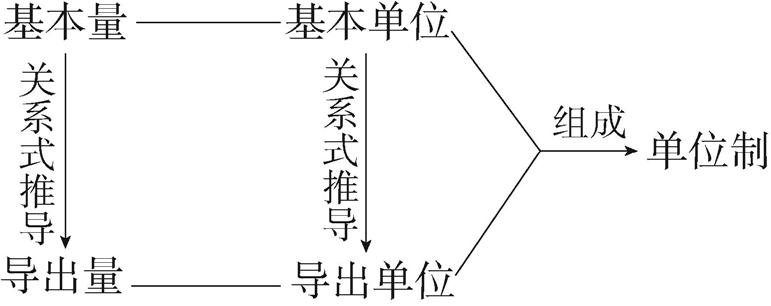 基本量
基本单位
关系式推导
关系式推导
组成
单位制
导出量
导出单位